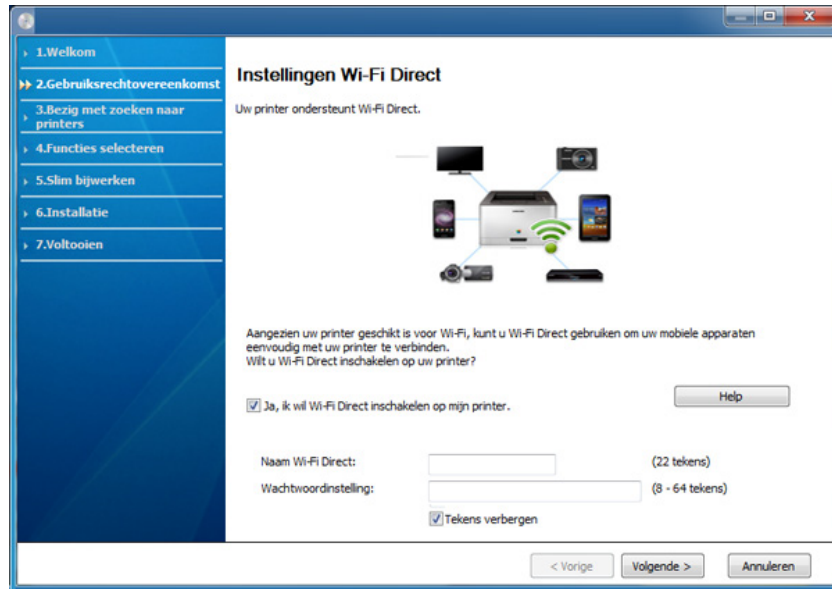 1.Welkom
2.Gebruiksrechtovereenkomst
3.Bezig met zoeken naar
printers
4.Functies selecteren
5.Slim bijwerken
6.Installatie
7.Voltooien
Instellingen Wi-Fi Direct
Uw printer ondersteunt Wi-Fi Direct.
Aangezien uw printer geschikt is voor Wi-Fi, kunt u Wi-Fi Direct gebruiken om uw mobiele apparaten
eenvoudig met uw printer te verbinden.
Wilt u Wi-Fi Direct inschakelen op uw printer?
Ja, ik wil Wi-Fi Direct inschakelen op mijn printer.
Help
Naam Wi-Fi Direct: (22 tekens)
Wachtwoordinstelling: (8 - 64 tekens)
Tekens verbergen
< Vorige Volgende > Annuleren